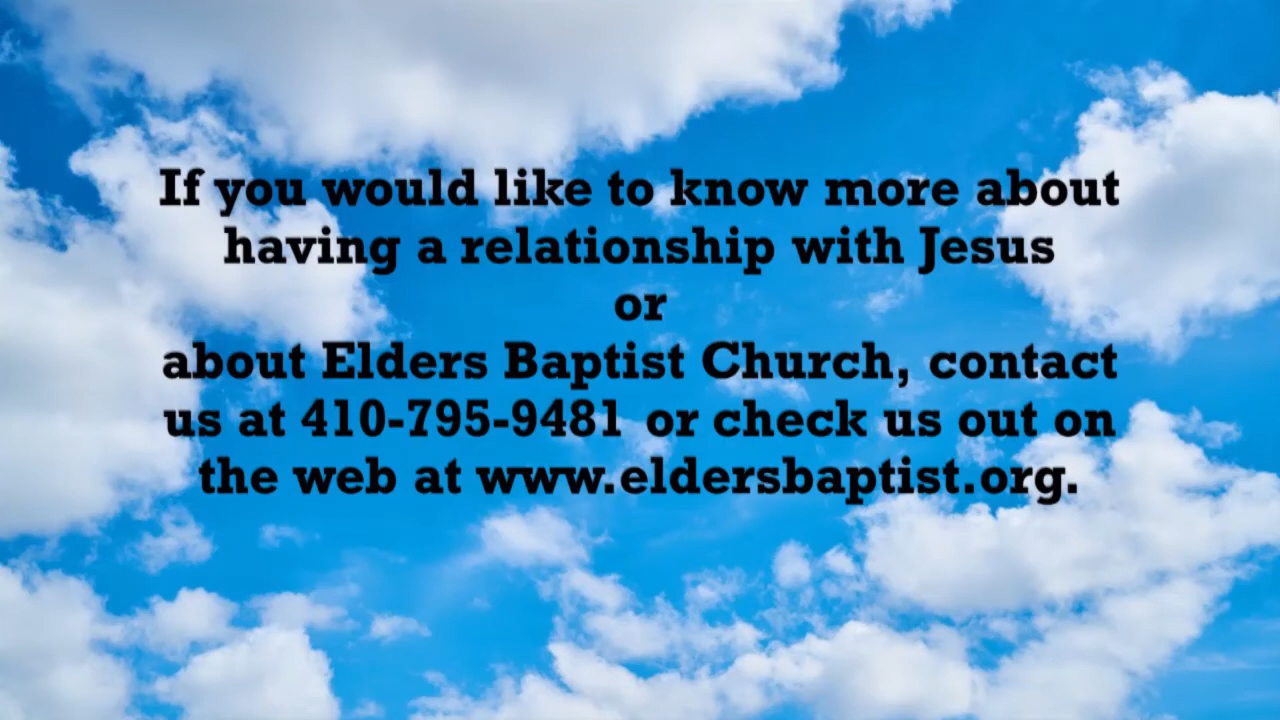 If you would like to know more about
having a relationship with Jesus
or
about Elders Baptist Church, contact
us at 410-795-9481 or check us out on
the web at www.eldersbaptist.org.